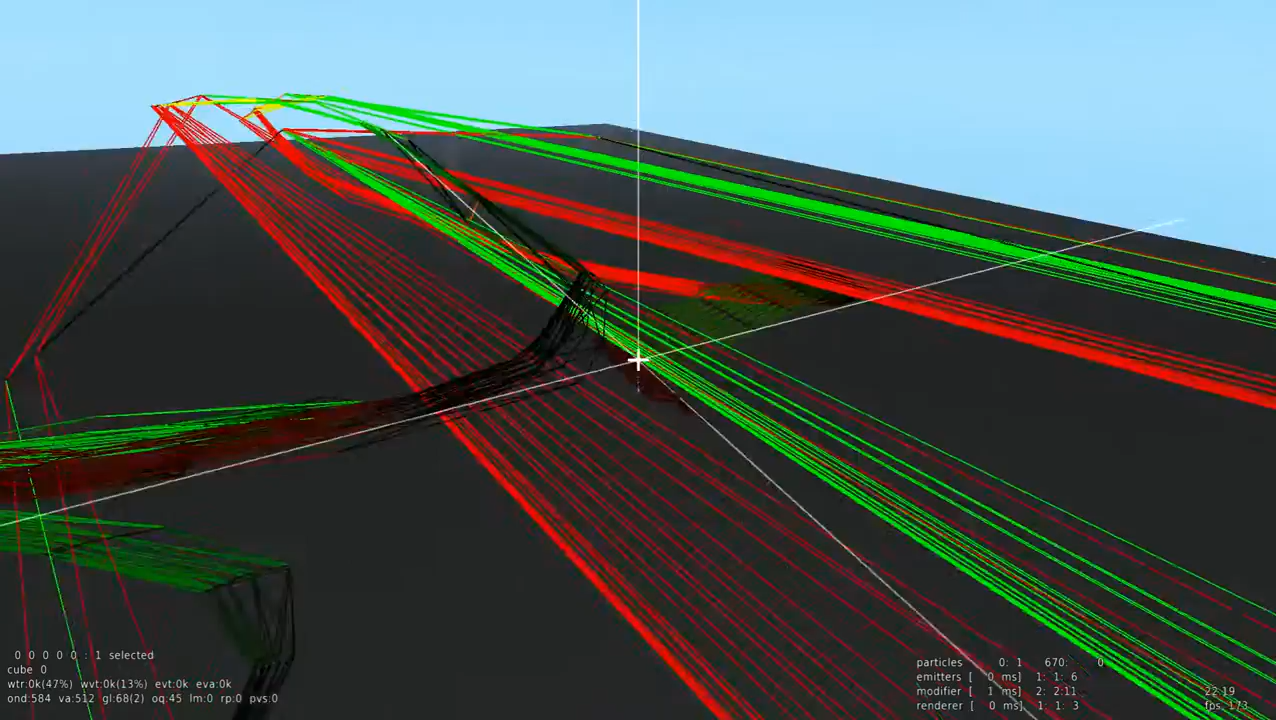 0 0 0 0 0 : 1 selected
cube 0
wtr:0k(47%) wvt:0k(13%) evt:0k eva:0k
ond:584 va:512 gl:68(2) oq:45 lm:0 rp:0 pvs:0
particles 0: 1 670: 0
emitters [ 0 ms] 1: 1: 6
modifier [ 1 ms] 2: 2:11
renderer [ 0 ms] 1: 1: 3
22:19
fps